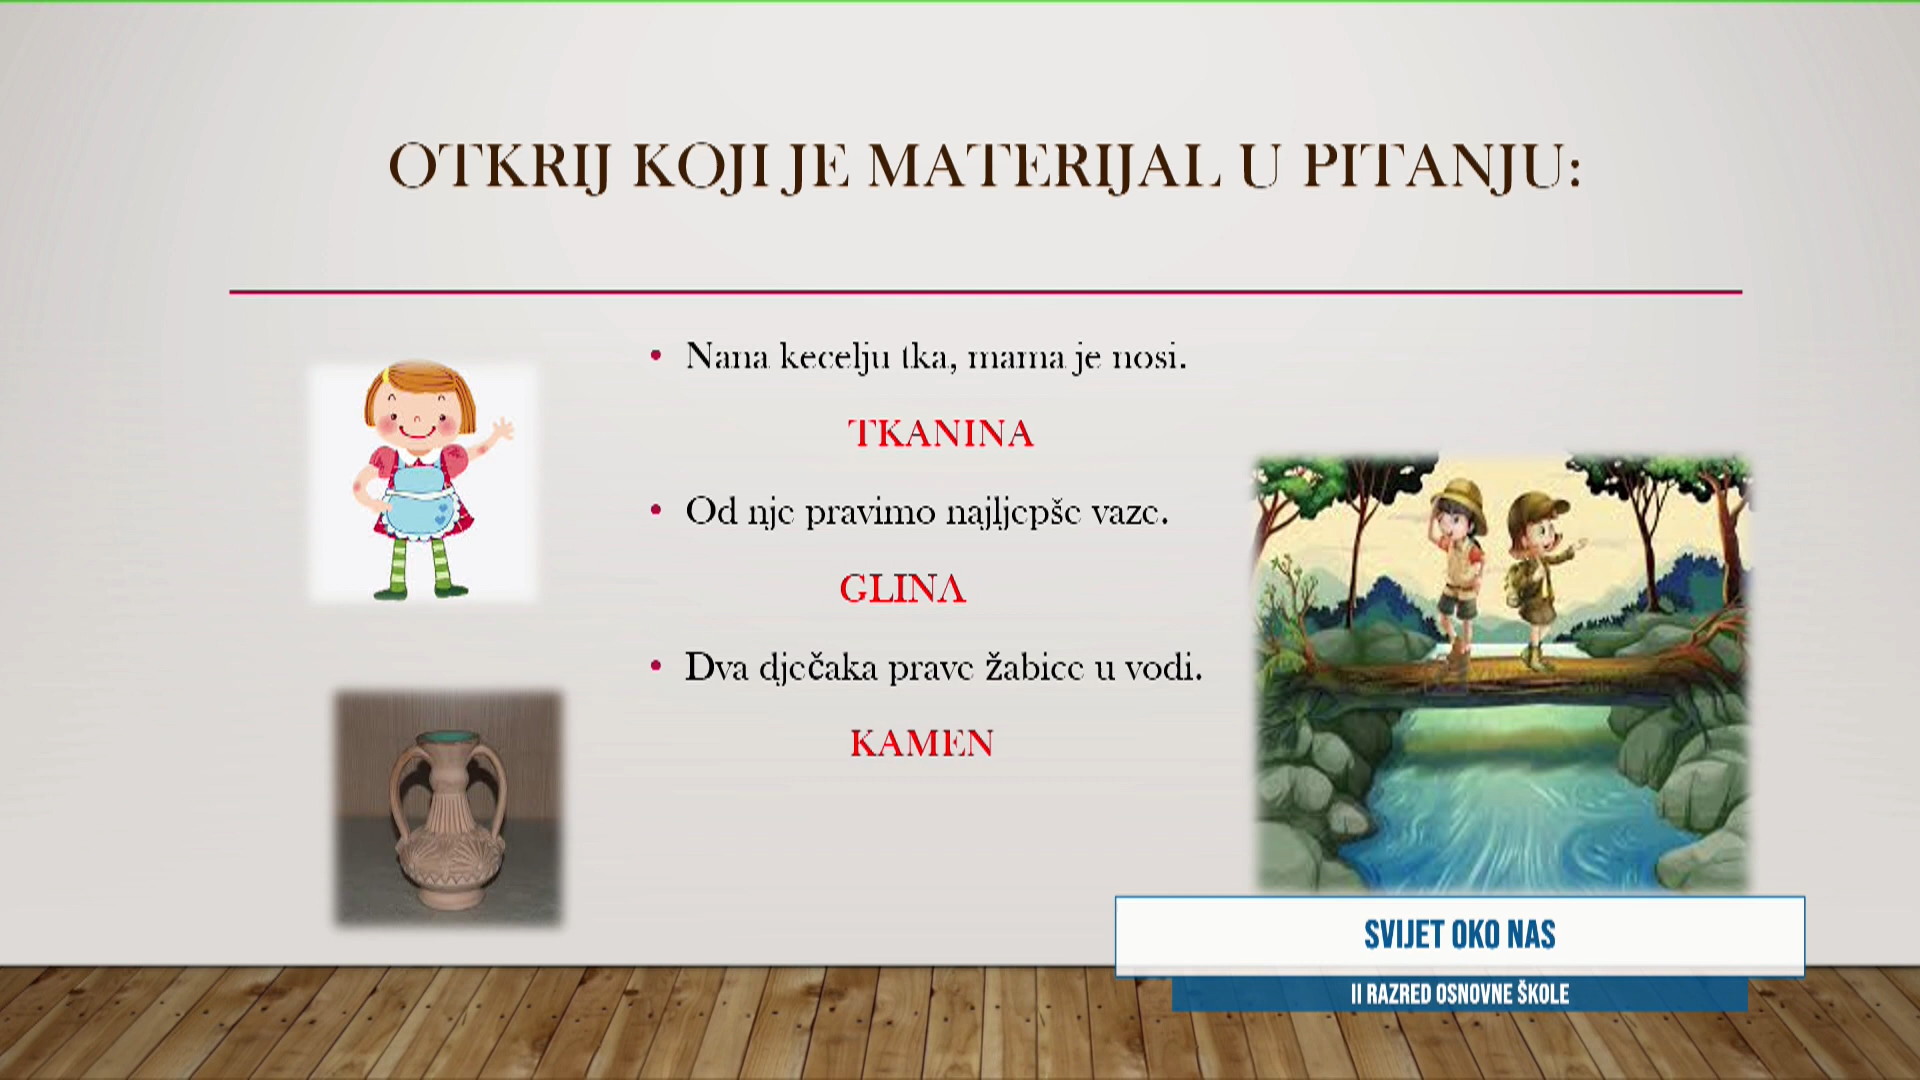 OTKRIJ KOJI JE MATERIJAL U PITANJU:
• Nana kecelju tka, mama je nosi.
TKANINA
• Od nje pravimo najljepše vaze.
GLINA
• Dva dječaka prave žabice u vodi.
KAMEN
SVIJET OKO NAS
II RAZRED OSNOVNE ŠKOLE